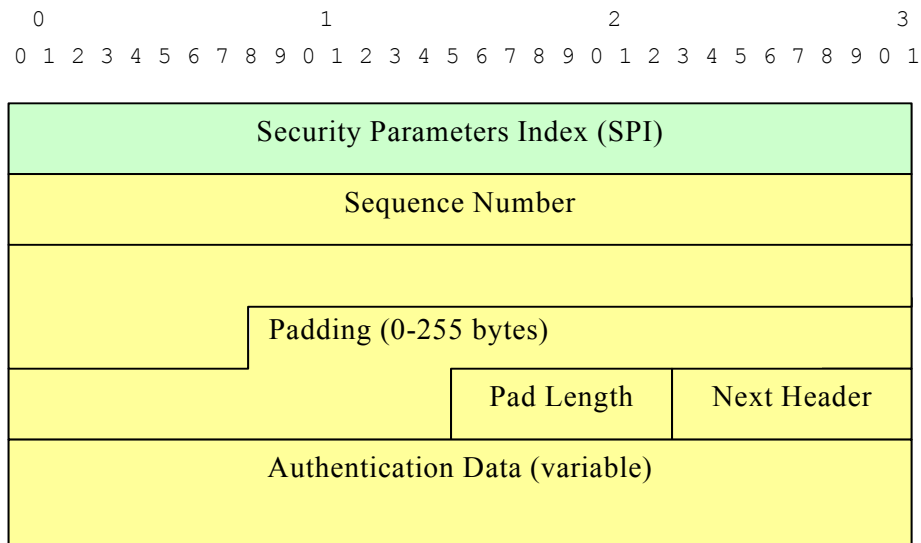 0 1 2 3
0 1 2 3 4 5 6 7 8 9 0 1 2 3 4 5 6 7 8 9 0 1 2 3 4 5 6 7 8 9 0 1
Security Parameters Index (SPI)
Sequence Number
Padding (0-255 bytes)
Pad Length Next Header
Authentication Data (variable)